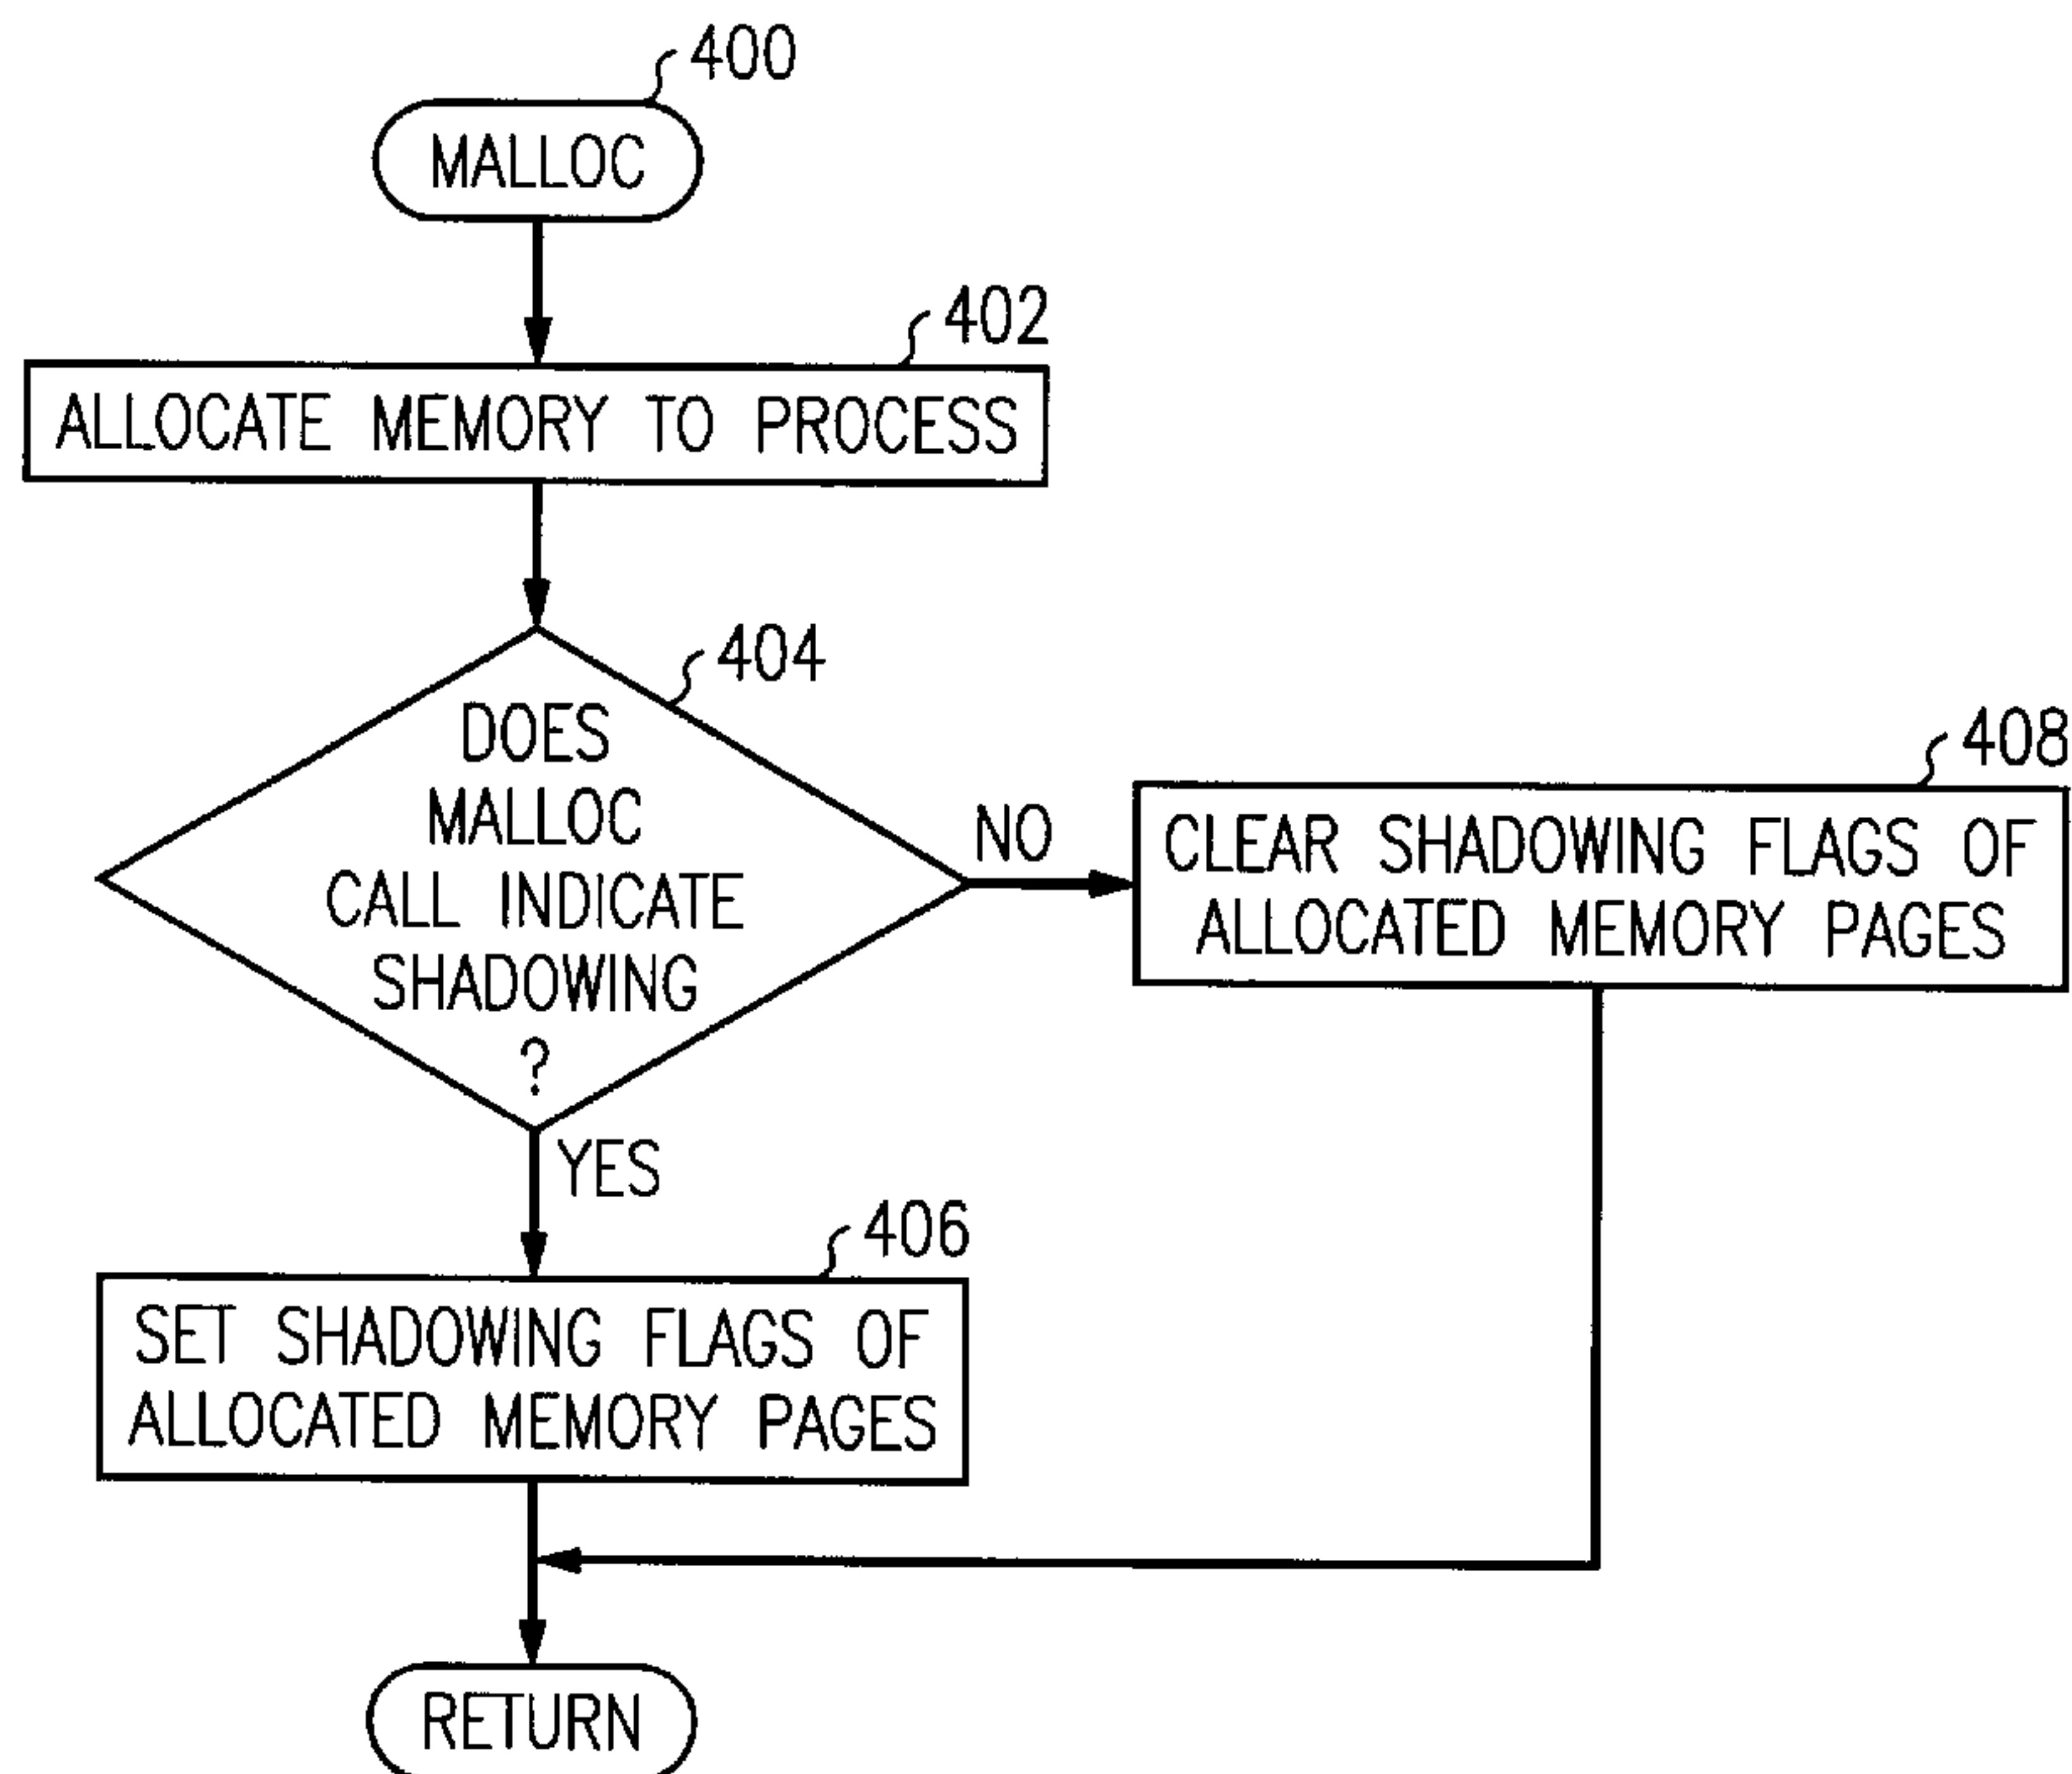 400
MALLOC
402
ALLOCATE MEMORY TO PROCESS
404
DOES
MALLOC
CALL INDICATE
SHADOWING
?
NO
408
CLEAR SHADOWING FLAGS OF
ALLOCATED MEMORY PAGES
YES
406
SET SHADOWING FLAGS OF
ALLOCATED MEMORY PAGES
RETURN